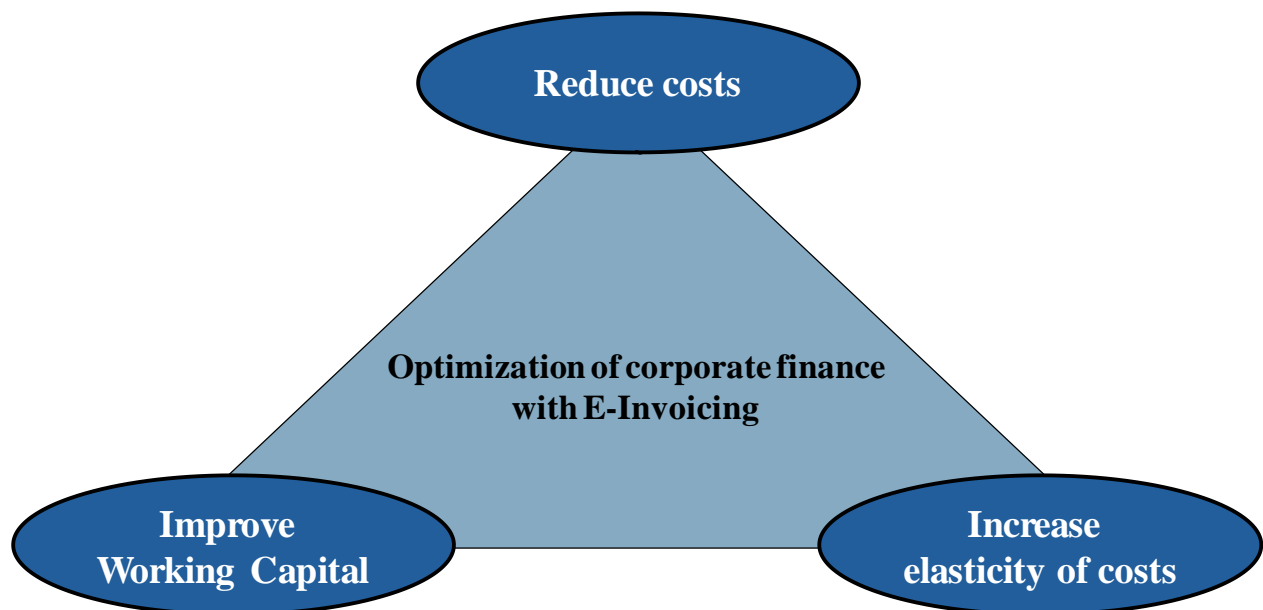 Reduce costs
Optimization of corporate finance
with E-Invoicing
Improve
Working Capital
Increase
elasticity of costs